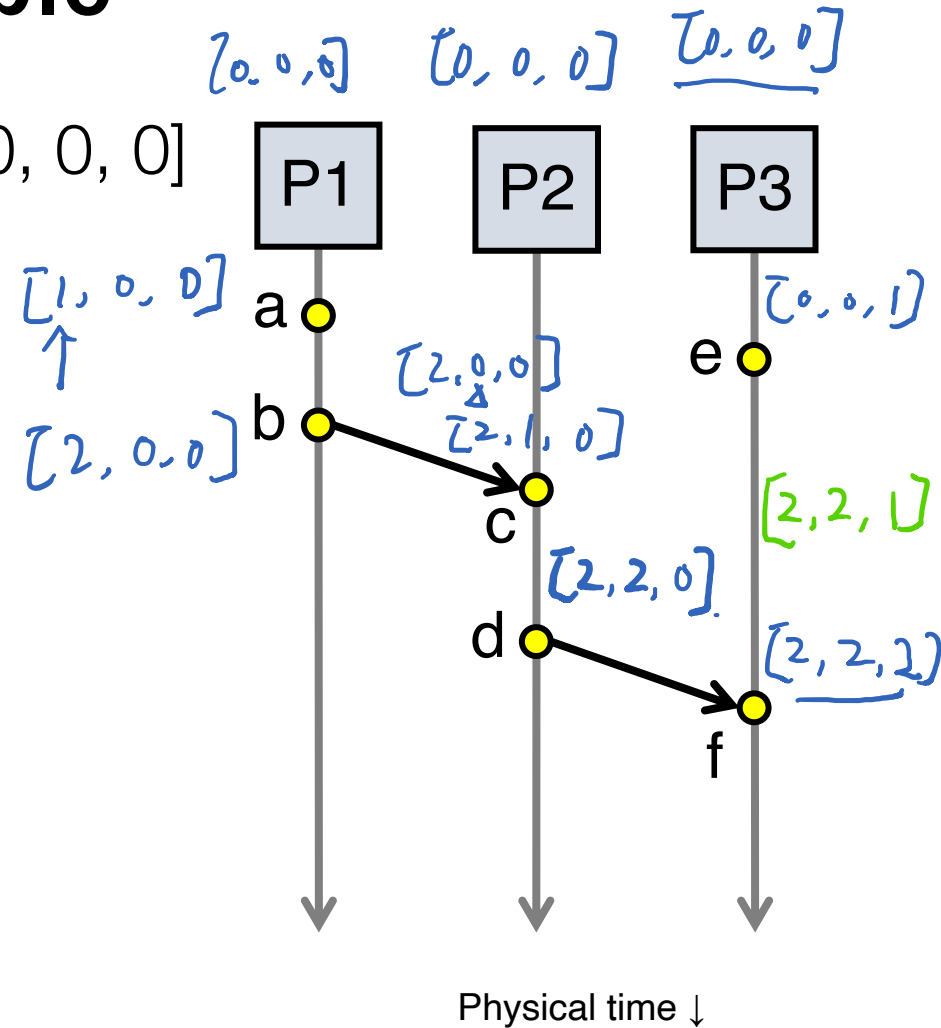 [0, 0, 0] [0, 0, 0] [0, 0, 0]
0, 0, 0]
P1 P2 P3
[1, 0, 0] a [0, 0, 1]
e
[2, 0, 0]
b [2, 1, 0]
[2, 0, 0]
c [2, 2, 1]
[2, 2, 0]
d [2, 2, 2]
f
Physical time ↓